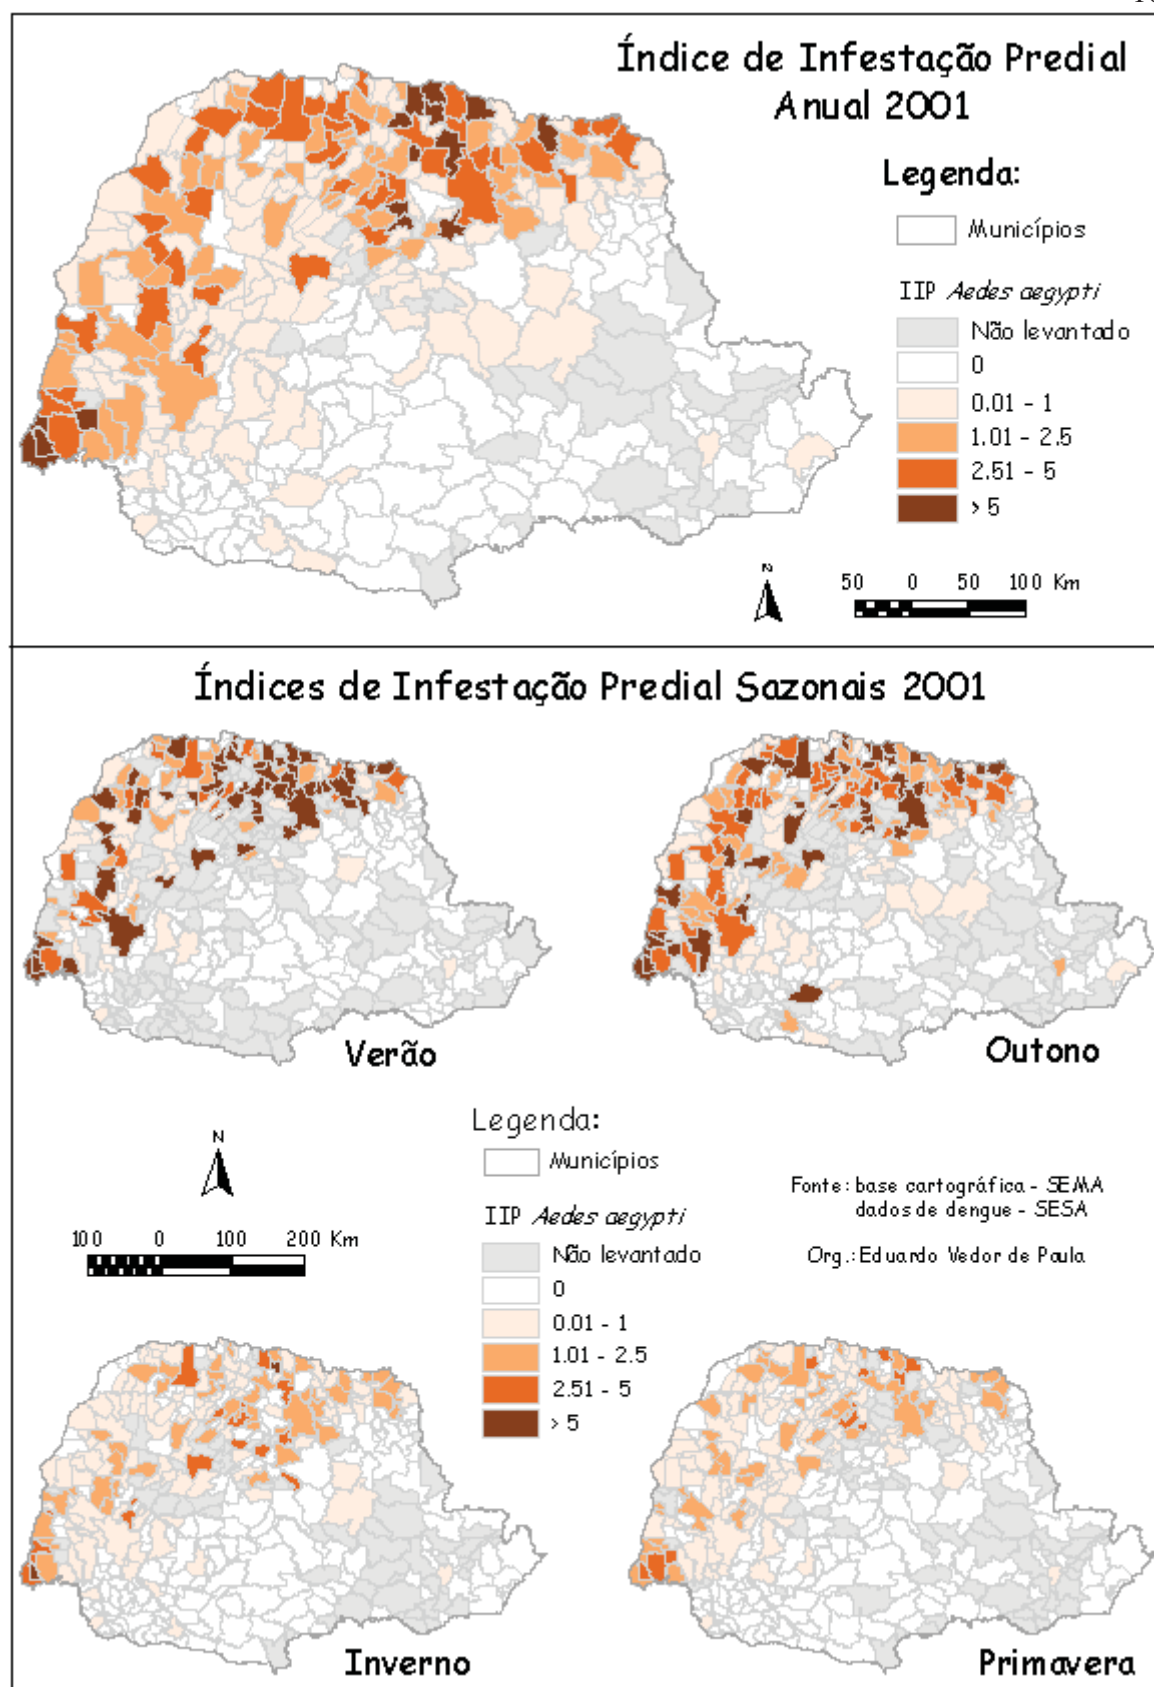 Índice de Infestação Predial
Anual 2001
Legenda:
Municípios
IIP Aedes aegypti
Não levantado
0
0.01 - 1
1.01 - 2.5
2.51 - 5
> 5
N
50 0 50 100 Km
Índices de Infestação Predial Sazonais 2001
Verão
Outono
Legenda:
Municípios
IIP Aedes aegypti
Não levantado
0
0.01 - 1
1.01 - 2.5
2.51 - 5
> 5
N
100 0 100 200 Km
Fonte: base cartográfica - SEMA
dados de dengue - SESA
Org.: Eduardo Vedor de Paula
Inverno
Primavera